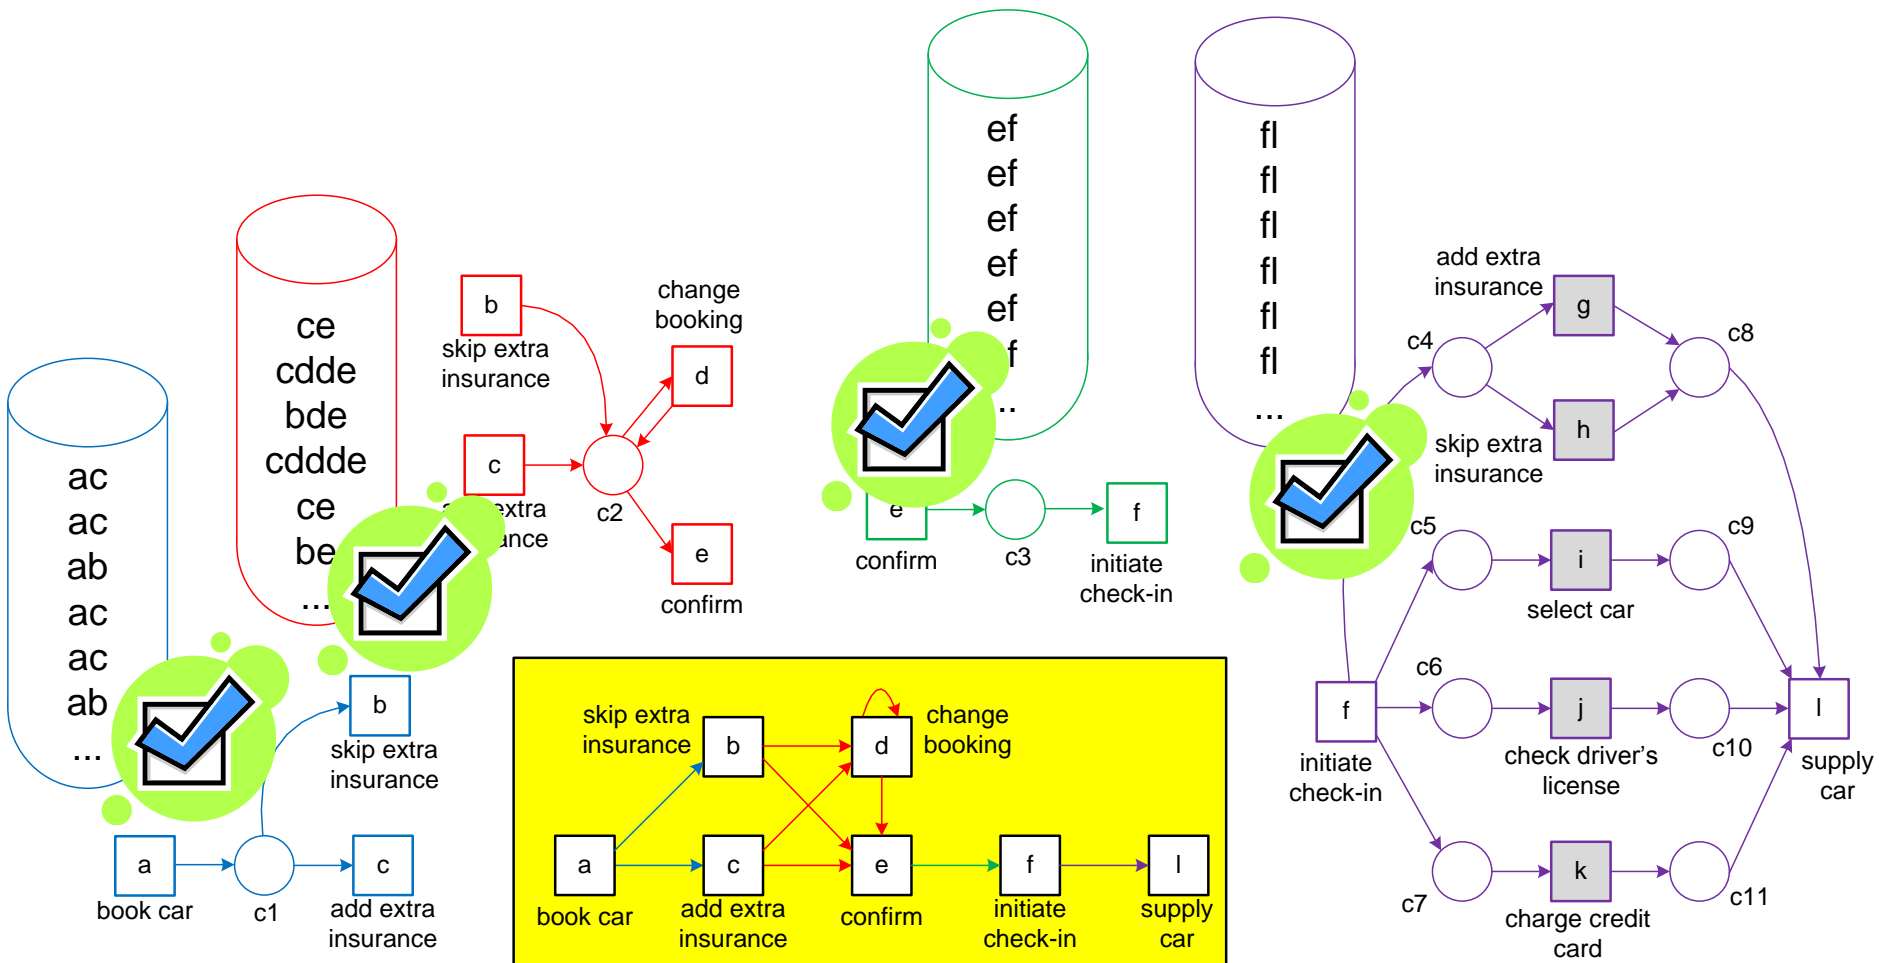 ac
ac
ab
ac
ac
ab
...
a
book car
c1
b
skip extra
insurance
c
add extra
insurance
ce
cdde
bde
cddde
ce
be
...
b
skip extra
insurance
c
extra
c2
change
booking
d
e
confirm
ef
ef
ef
ef
ef
f
..
e
confirm
c3
f
initiate
check-in
fl
fl
fl
fl
fl
fl
...
f
initiate
check-in
c4
c5
c6
c7
add extra
insurance
g
h
skip extra
insurance
i
select car
j
check driver's
license
k
charge credit
card
c8
c9
c10
c11
l
supply
car
skip extra
insurance
b
d
change
booking
a
book car
c
add extra
insurance
e
confirm
f
initiate
check-in
l
supply
car